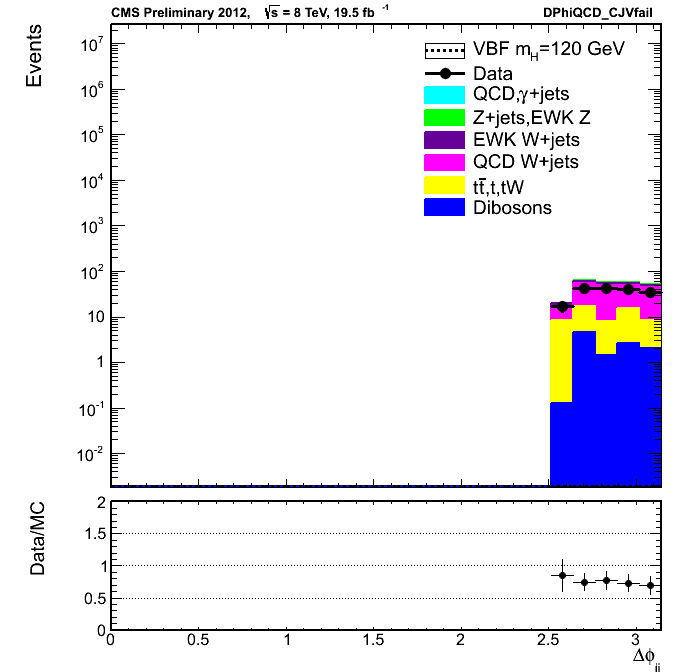 CMS Preliminary 2012, √s = 8 TeV, 19.5 fb⁻¹ DPhiQCD_CJVfail
Events
10⁷
10⁶
10⁵
10⁴
10³
10²
10
1
10⁻¹
10⁻²
VBF m_H=120 GeV
Data
QCD,γ+jets
Z+jets,EWK Z
EWK W+jets
QCD W+jets
tt̄,t,tW
Dibosons
Data/MC
2
1.5
1
0.5
0
0 0.5 1 1.5 2 2.5 3
Δϕ_jj